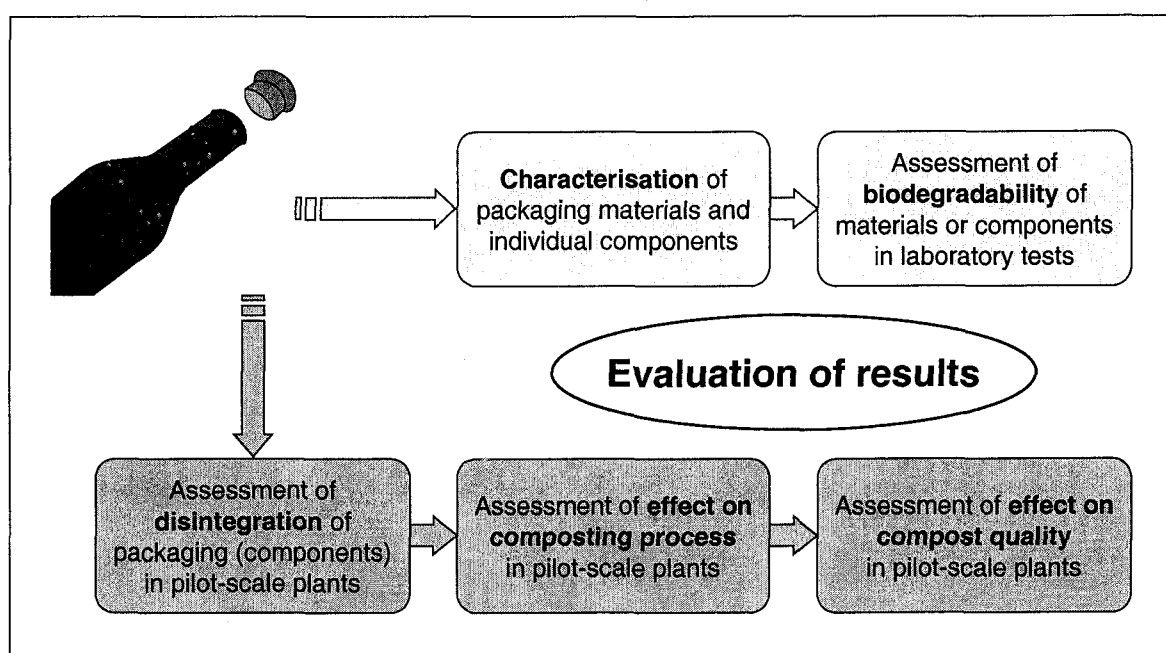 Characterisation of
packaging materials and
individual components
Assessment of
biodegradability of
materials or components
in laboratory tests
Evaluation of results
Assessment of
disintegration of
packaging (components)
in pilot-scale plants
Assessment of effect on
composting process
in pilot-scale plants
Assessment of effect on
compost quality
in pilot-scale plants